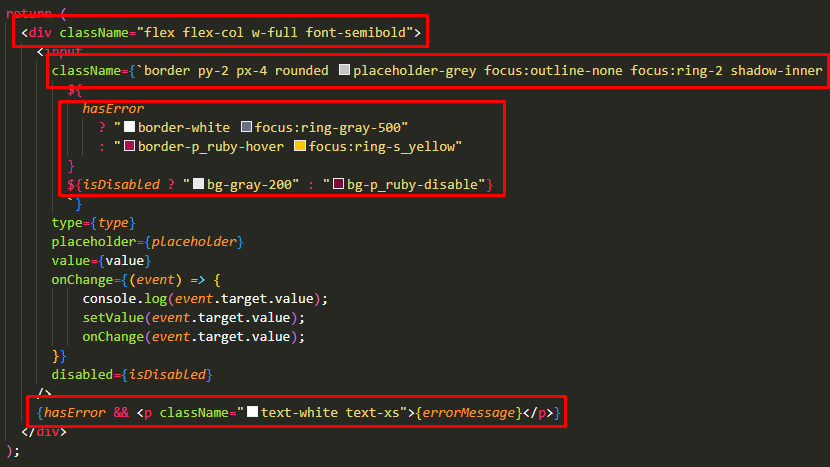 return (
<div className="flex flex-col w-full font-semibold">
<input
className={`border py-2 px-4 rounded placeholder-grey focus:outline-none focus:ring-2 shadow-inner
${
hasError
? "border-white focus:ring-gray-500"
: "border-p_ruby-hover focus:ring-s_yellow"
}
${isDisabled ? "bg-gray-200" : "bg-p_ruby-disable"}
`}
type={type}
placeholder={placeholder}
value={value}
onChange={(event) => {
console.log(event.target.value);
setValue(event.target.value);
onChange(event.target.value);
}}
disabled={isDisabled}
/>
{hasError && <p className="text-white text-xs">{errorMessage}</p>}
</div>
);